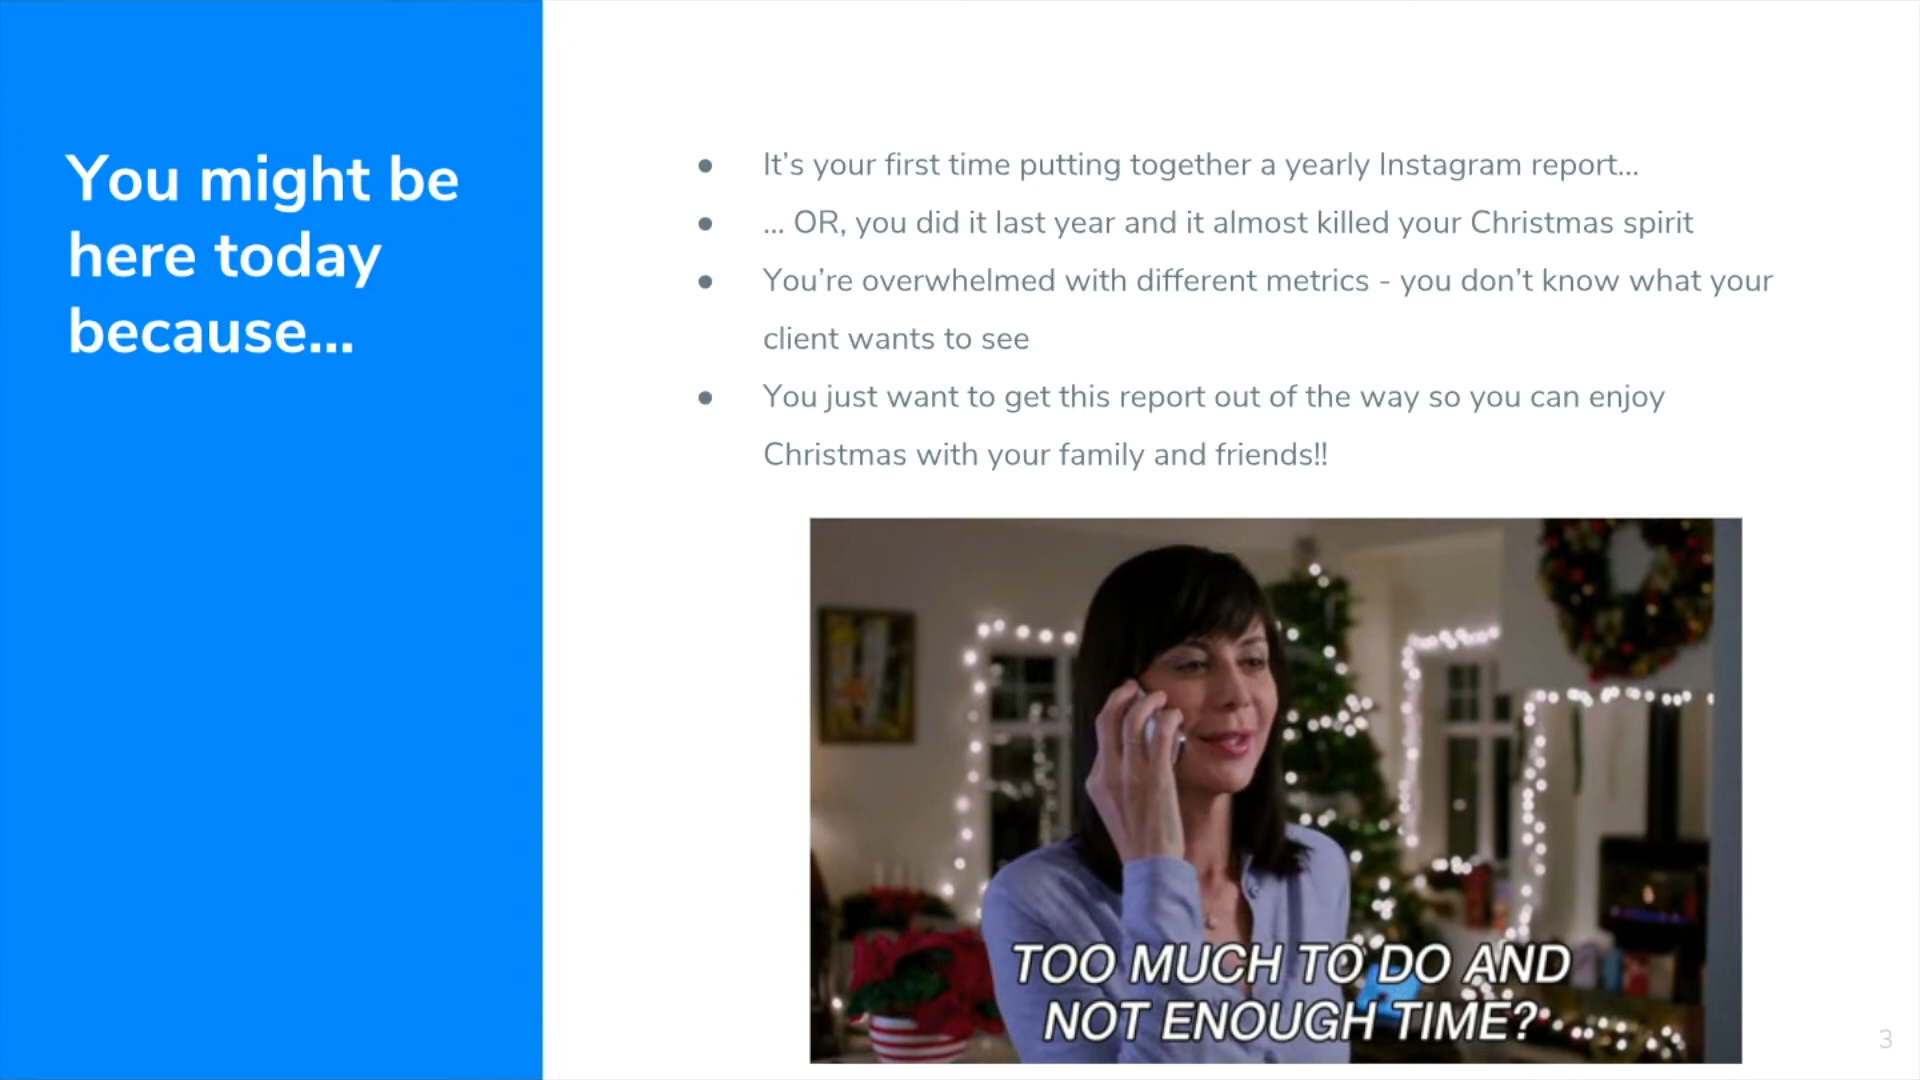 You might be
here today
because...
● It’s your first time putting together a yearly Instagram report...
● ... OR, you did it last year and it almost killed your Christmas spirit
● You’re overwhelmed with different metrics - you don’t know what your
client wants to see
● You just want to get this report out of the way so you can enjoy
Christmas with your family and friends!!
TOO MUCH TO DO AND
NOT ENOUGH TIME?
3